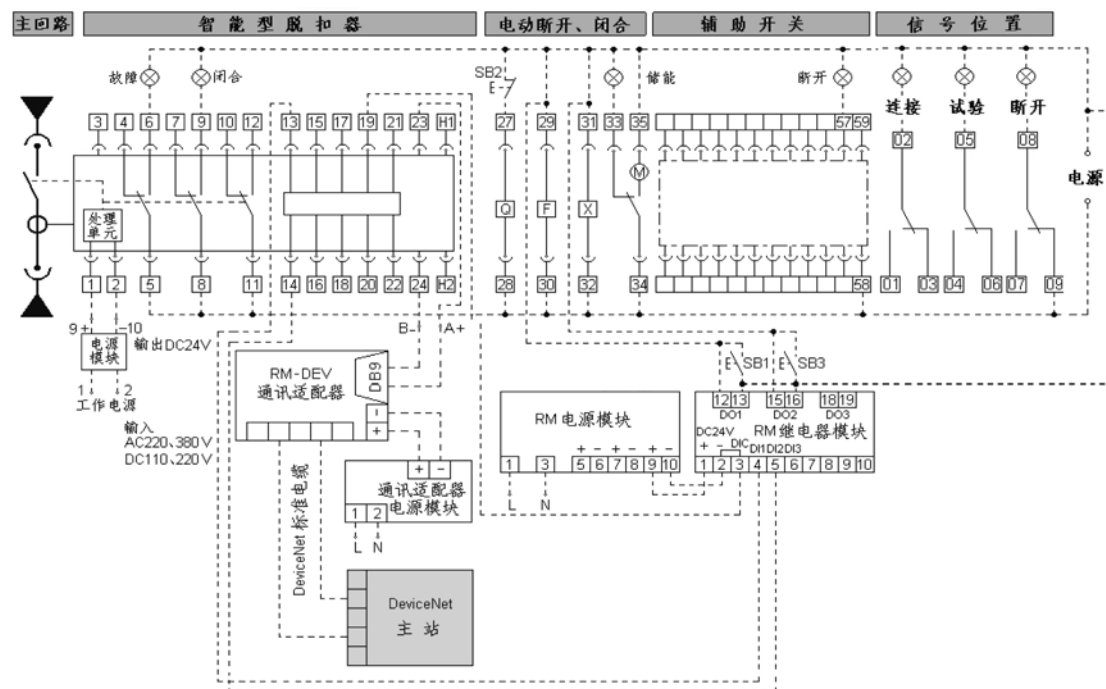 主回路 智能型脱扣器 电动断开、闭合 辅助开关 信号位置
故障 闭合 SB2 储能 断开
连接 试验 断开
3 4 6 7 9 10 12 13 15 17 19 21 23 H1 27 29 31 33 35 57 59 02 05 08
电源
M
Q F X
处理
单元
1 2 5 8 11 14 16 18 20 22 24 H2 28 30 32 34 58 01 03 04 06 07 09
9 + − 10
电源
模块
输出DC24V
1 2
工作电源
输入
AC220、380V
DC110、220V
B- A+
RM-DEV
通讯适配器
DB9
−
+
+ −
通讯适配器
电源模块
1 2
L N
DeviceNet 标准电缆
DeviceNet
主站
RM电源模块
+ − + − + −
1 3 5 6 7 8 9 10
L N
SB1 SB3
12 13 15 16 18 19
DO1 DO2 DO3
DC24V RM继电器模块
+ − DIC DI1 DI2 DI3
1 2 3 4 5 6 7 8 9 10